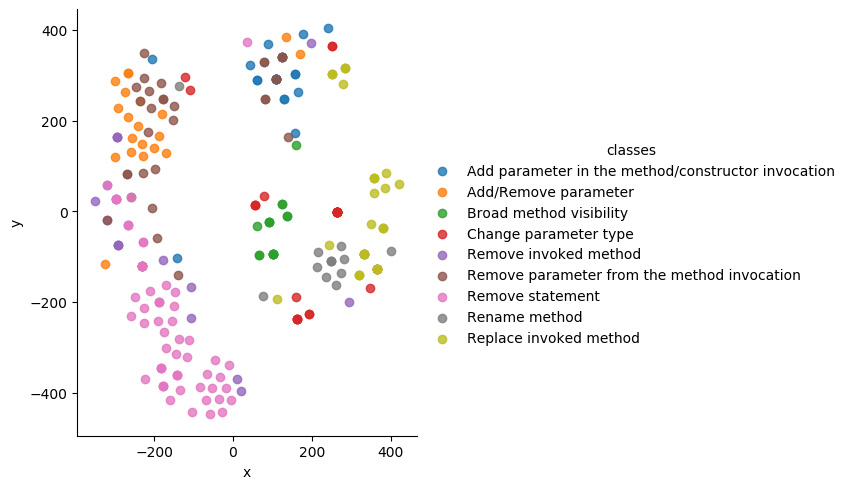 400
200
0
−200
−400
y
−200
0
200
400
x
classes
Add parameter in the method/constructor invocation
Add/Remove parameter
Broad method visibility
Change parameter type
Remove invoked method
Remove parameter from the method invocation
Remove statement
Rename method
Replace invoked method